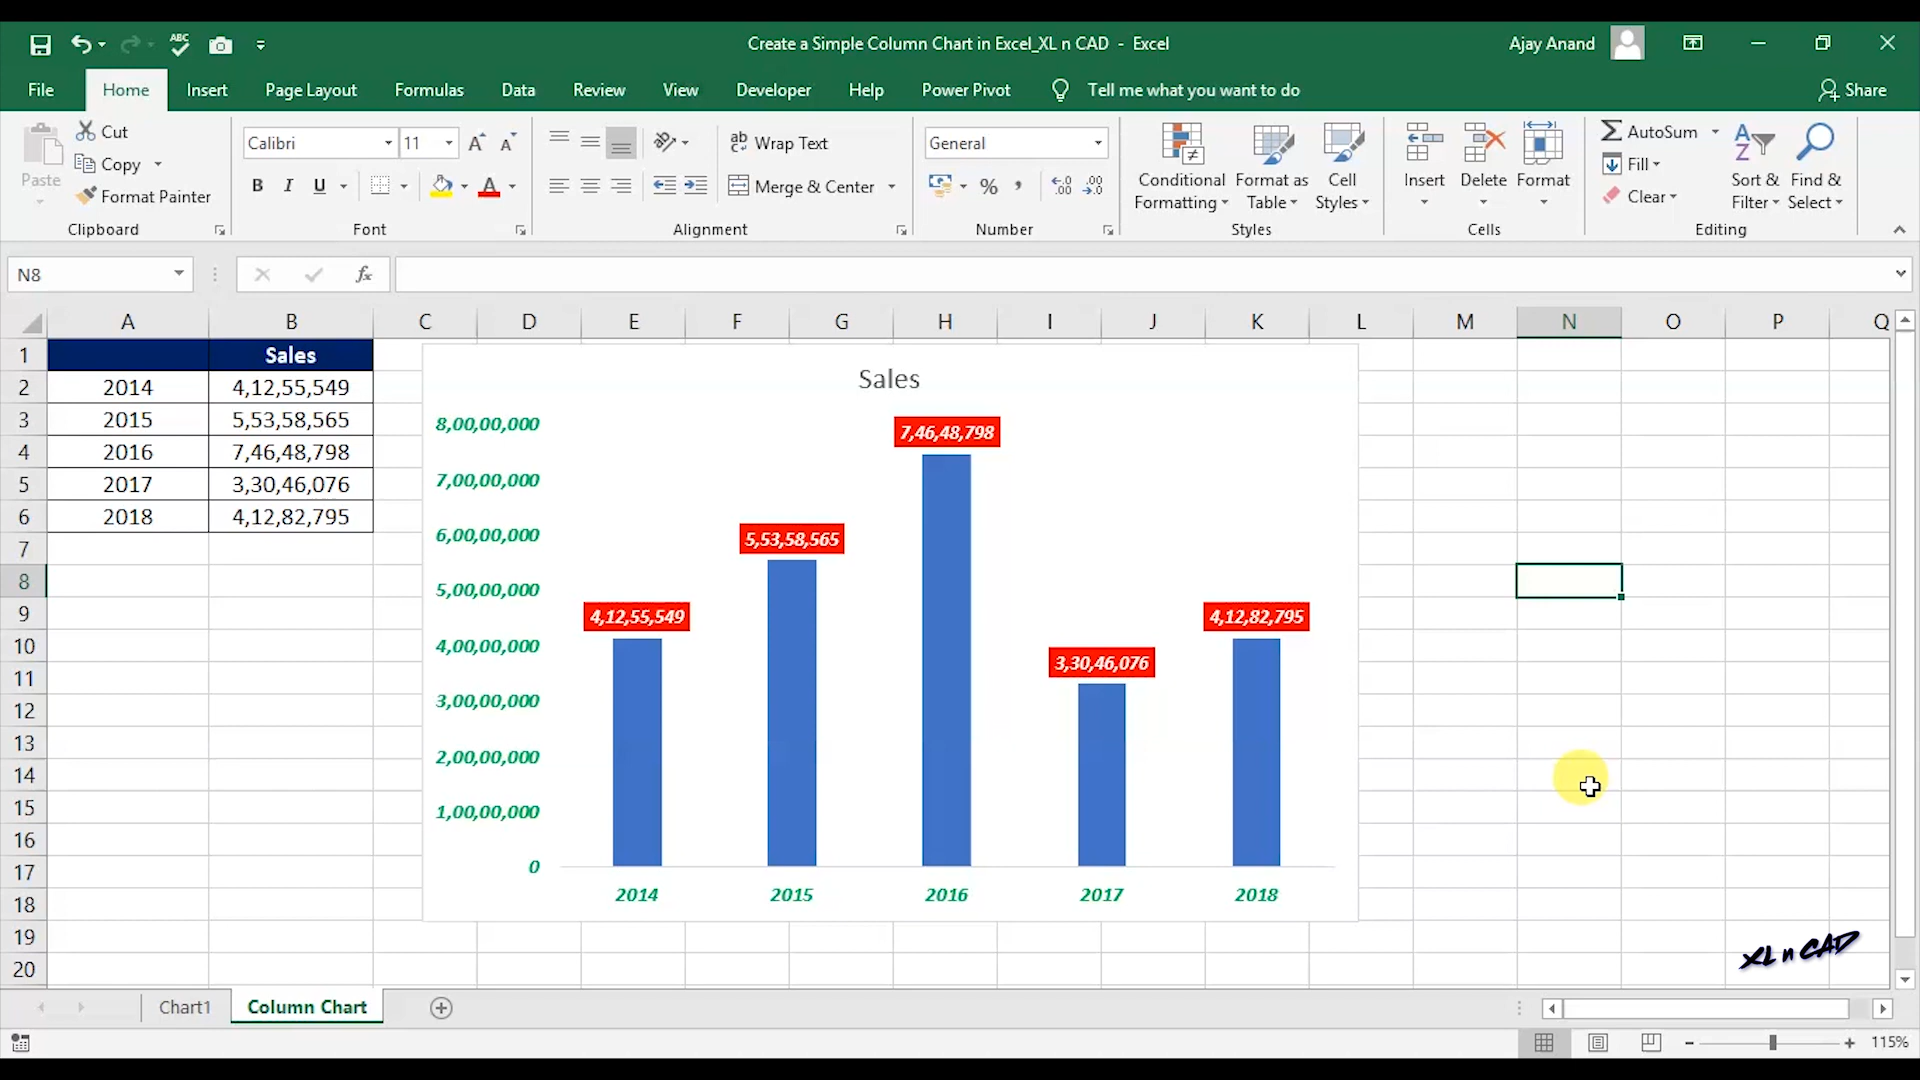 ABC
Create a Simple Column Chart in Excel_XL n CAD - Excel
Ajay Anand
File Home Insert Page Layout Formulas Data Review View Developer Help Power Pivot Tell me what you want to do Share
Paste
Cut
Copy
Format Painter
Clipboard
Calibri 11
B I U
Font
Wrap Text
Merge & Center
Alignment
General
%
Number
Conditional Formatting
Format as Table
Cell Styles
Styles
Insert
Delete
Format
Cells
AutoSum
Fill
Clear
Sort & Filter
Find & Select
Editing
N8
fx
A B C D E F G H I J K L M N O P Q
1 Sales
2 2014 4,12,55,549
3 2015 5,53,58,565
4 2016 7,46,48,798
5 2017 3,30,46,076
6 2018 4,12,82,795
7
8
9
10
11
12
13
14
15
16
17
18
19
20
Sales
8,00,00,000
7,00,00,000
6,00,00,000
5,00,00,000
4,00,00,000
3,00,00,000
2,00,00,000
1,00,00,000
0
4,12,55,549
5,53,58,565
7,46,48,798
3,30,46,076
4,12,82,795
2014 2015 2016 2017 2018
XL n CAD
Chart1 Column Chart
115%